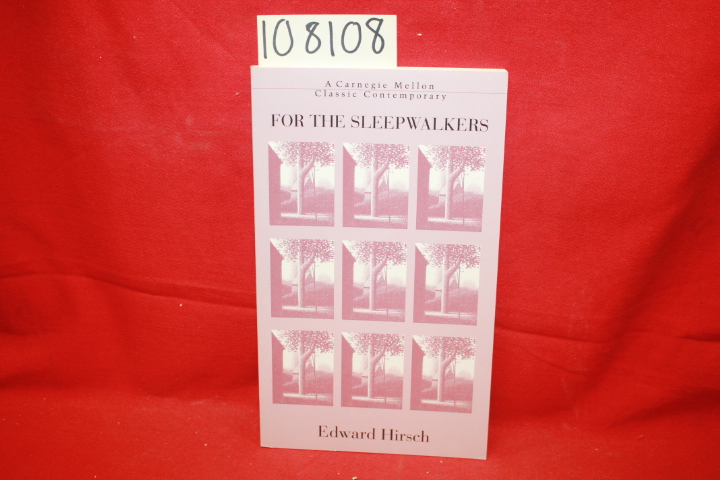 108108
A Carnegie Mellon
Classic Contemporary
FOR THE SLEEPWALKERS
Edward Hirsch